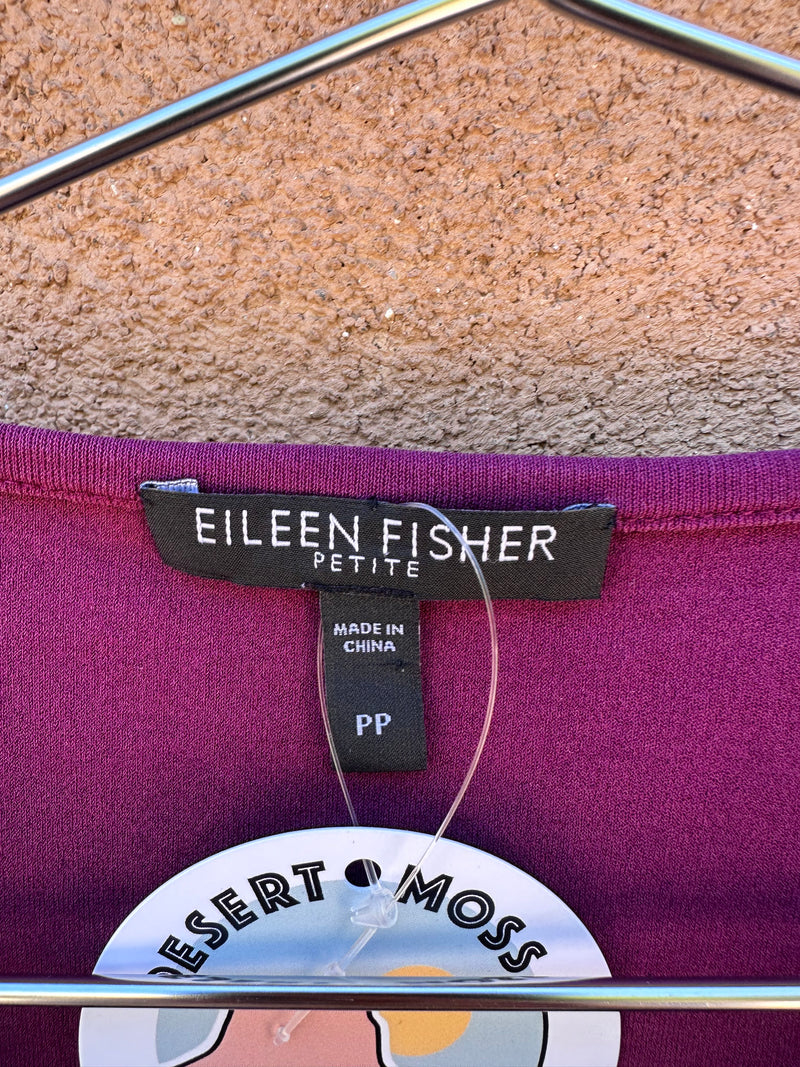 EILEEN FISHER
PETITE
MADE IN
CHINA
PP
DESERT • MOSS